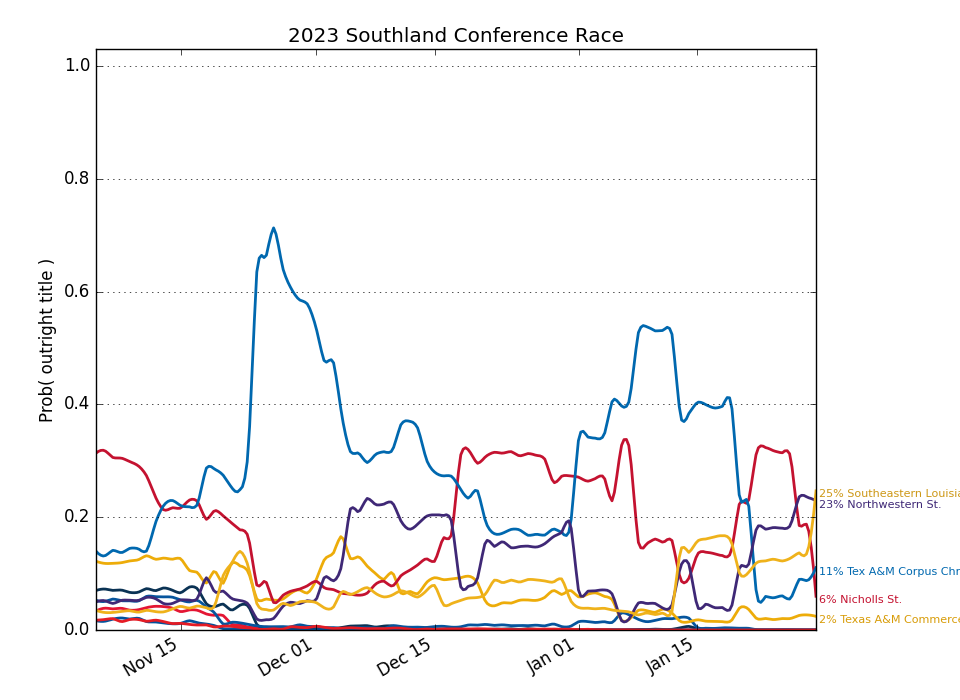 2023 Southland Conference Race
1.0
0.8
0.6
0.4
0.2
0.0
Prob( outright title )
25% Southeastern Louisia
23% Northwestern St.
11% Tex A&M Corpus Chr
6% Nicholls St.
2% Texas A&M Commerce
Nov 15
Dec 01
Dec 15
Jan 01
Jan 15